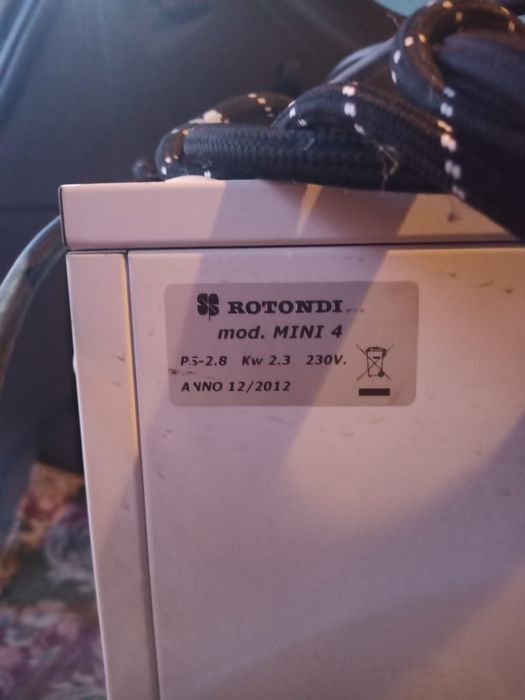 ROTONDI
mod. MINI 4
PS-2.8 Kw 2.3 230V.
ANNO 12/2012